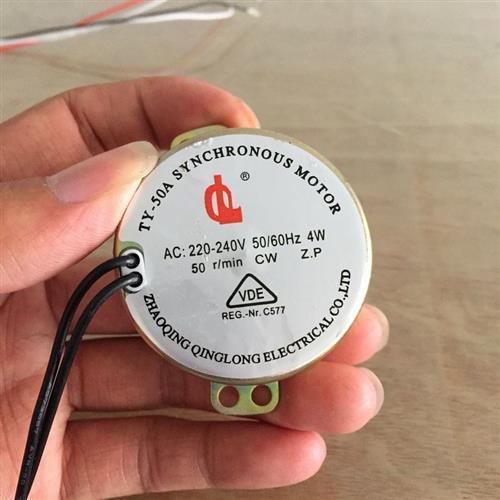 TY-50A SYNCHRONOUS MOTOR
®
AC: 220-240V 50/60Hz 4W
50 r/min CW Z.P
VDE
REG.-Nr. C577
ZHAOQING QINGLONG ELECTRICAL CO.,LTD